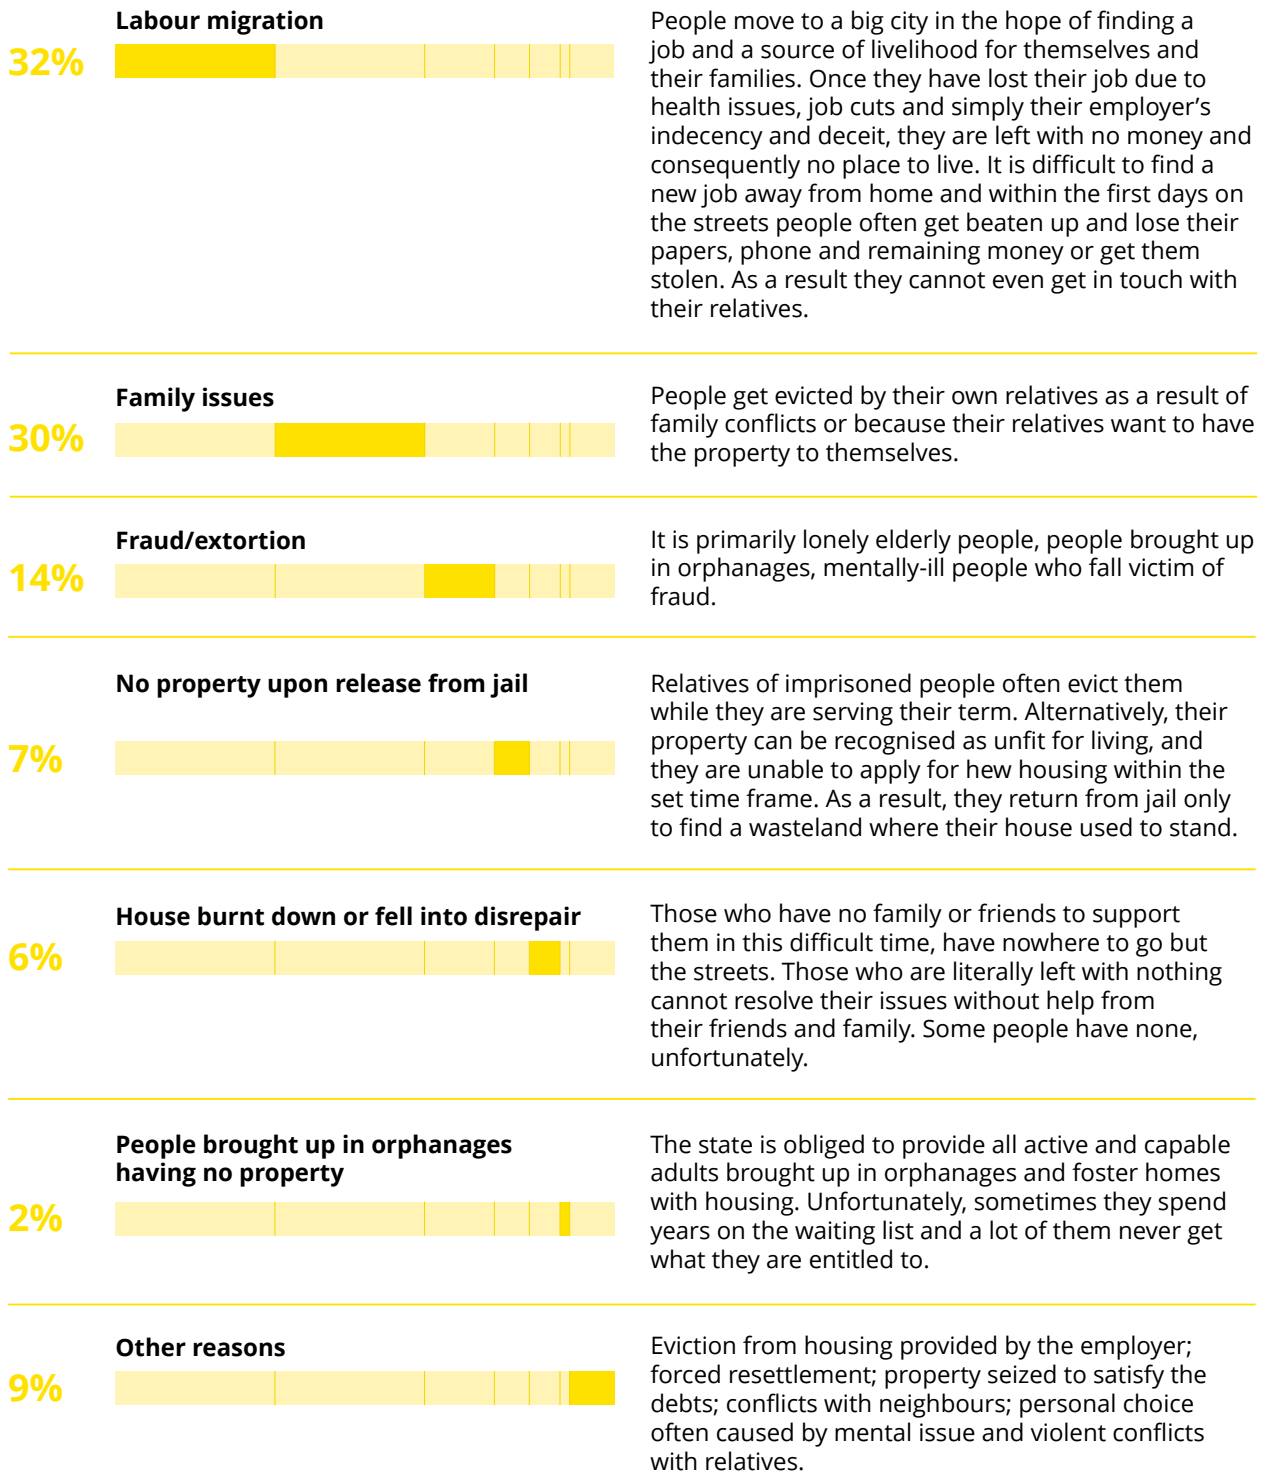 Labour migration
32%
People move to a big city in the hope of finding a
job and a source of livelihood for themselves and
their families. Once they have lost their job due to
health issues, job cuts and simply their employer's
indecency and deceit, they are left with no money and
consequently no place to live. It is difficult to find a
new job away from home and within the first days on
the streets people often get beaten up and lose their
papers, phone and remaining money or get them
stolen. As a result they cannot even get in touch with
their relatives.
Family issues
30%
People get evicted by their own relatives as a result of
family conflicts or because their relatives want to have
the property to themselves.
Fraud/extortion
14%
It is primarily lonely elderly people, people brought up
in orphanages, mentally-ill people who fall victim of
fraud.
No property upon release from jail
7%
Relatives of imprisoned people often evict them
while they are serving their term. Alternatively, their
property can be recognised as unfit for living, and
they are unable to apply for hew housing within the
set time frame. As a result, they return from jail only
to find a wasteland where their house used to stand.
House burnt down or fell into disrepair
6%
Those who have no family or friends to support
them in this difficult time, have nowhere to go but
the streets. Those who are literally left with nothing
cannot resolve their issues without help from
their friends and family. Some people have none,
unfortunately.
People brought up in orphanages
having no property
2%
The state is obliged to provide all active and capable
adults brought up in orphanages and foster homes
with housing. Unfortunately, sometimes they spend
years on the waiting list and a lot of them never get
what they are entitled to.
Other reasons
9%
Eviction from housing provided by the employer;
forced resettlement; property seized to satisfy the
debts; conflicts with neighbours; personal choice
often caused by mental issue and violent conflicts
with relatives.